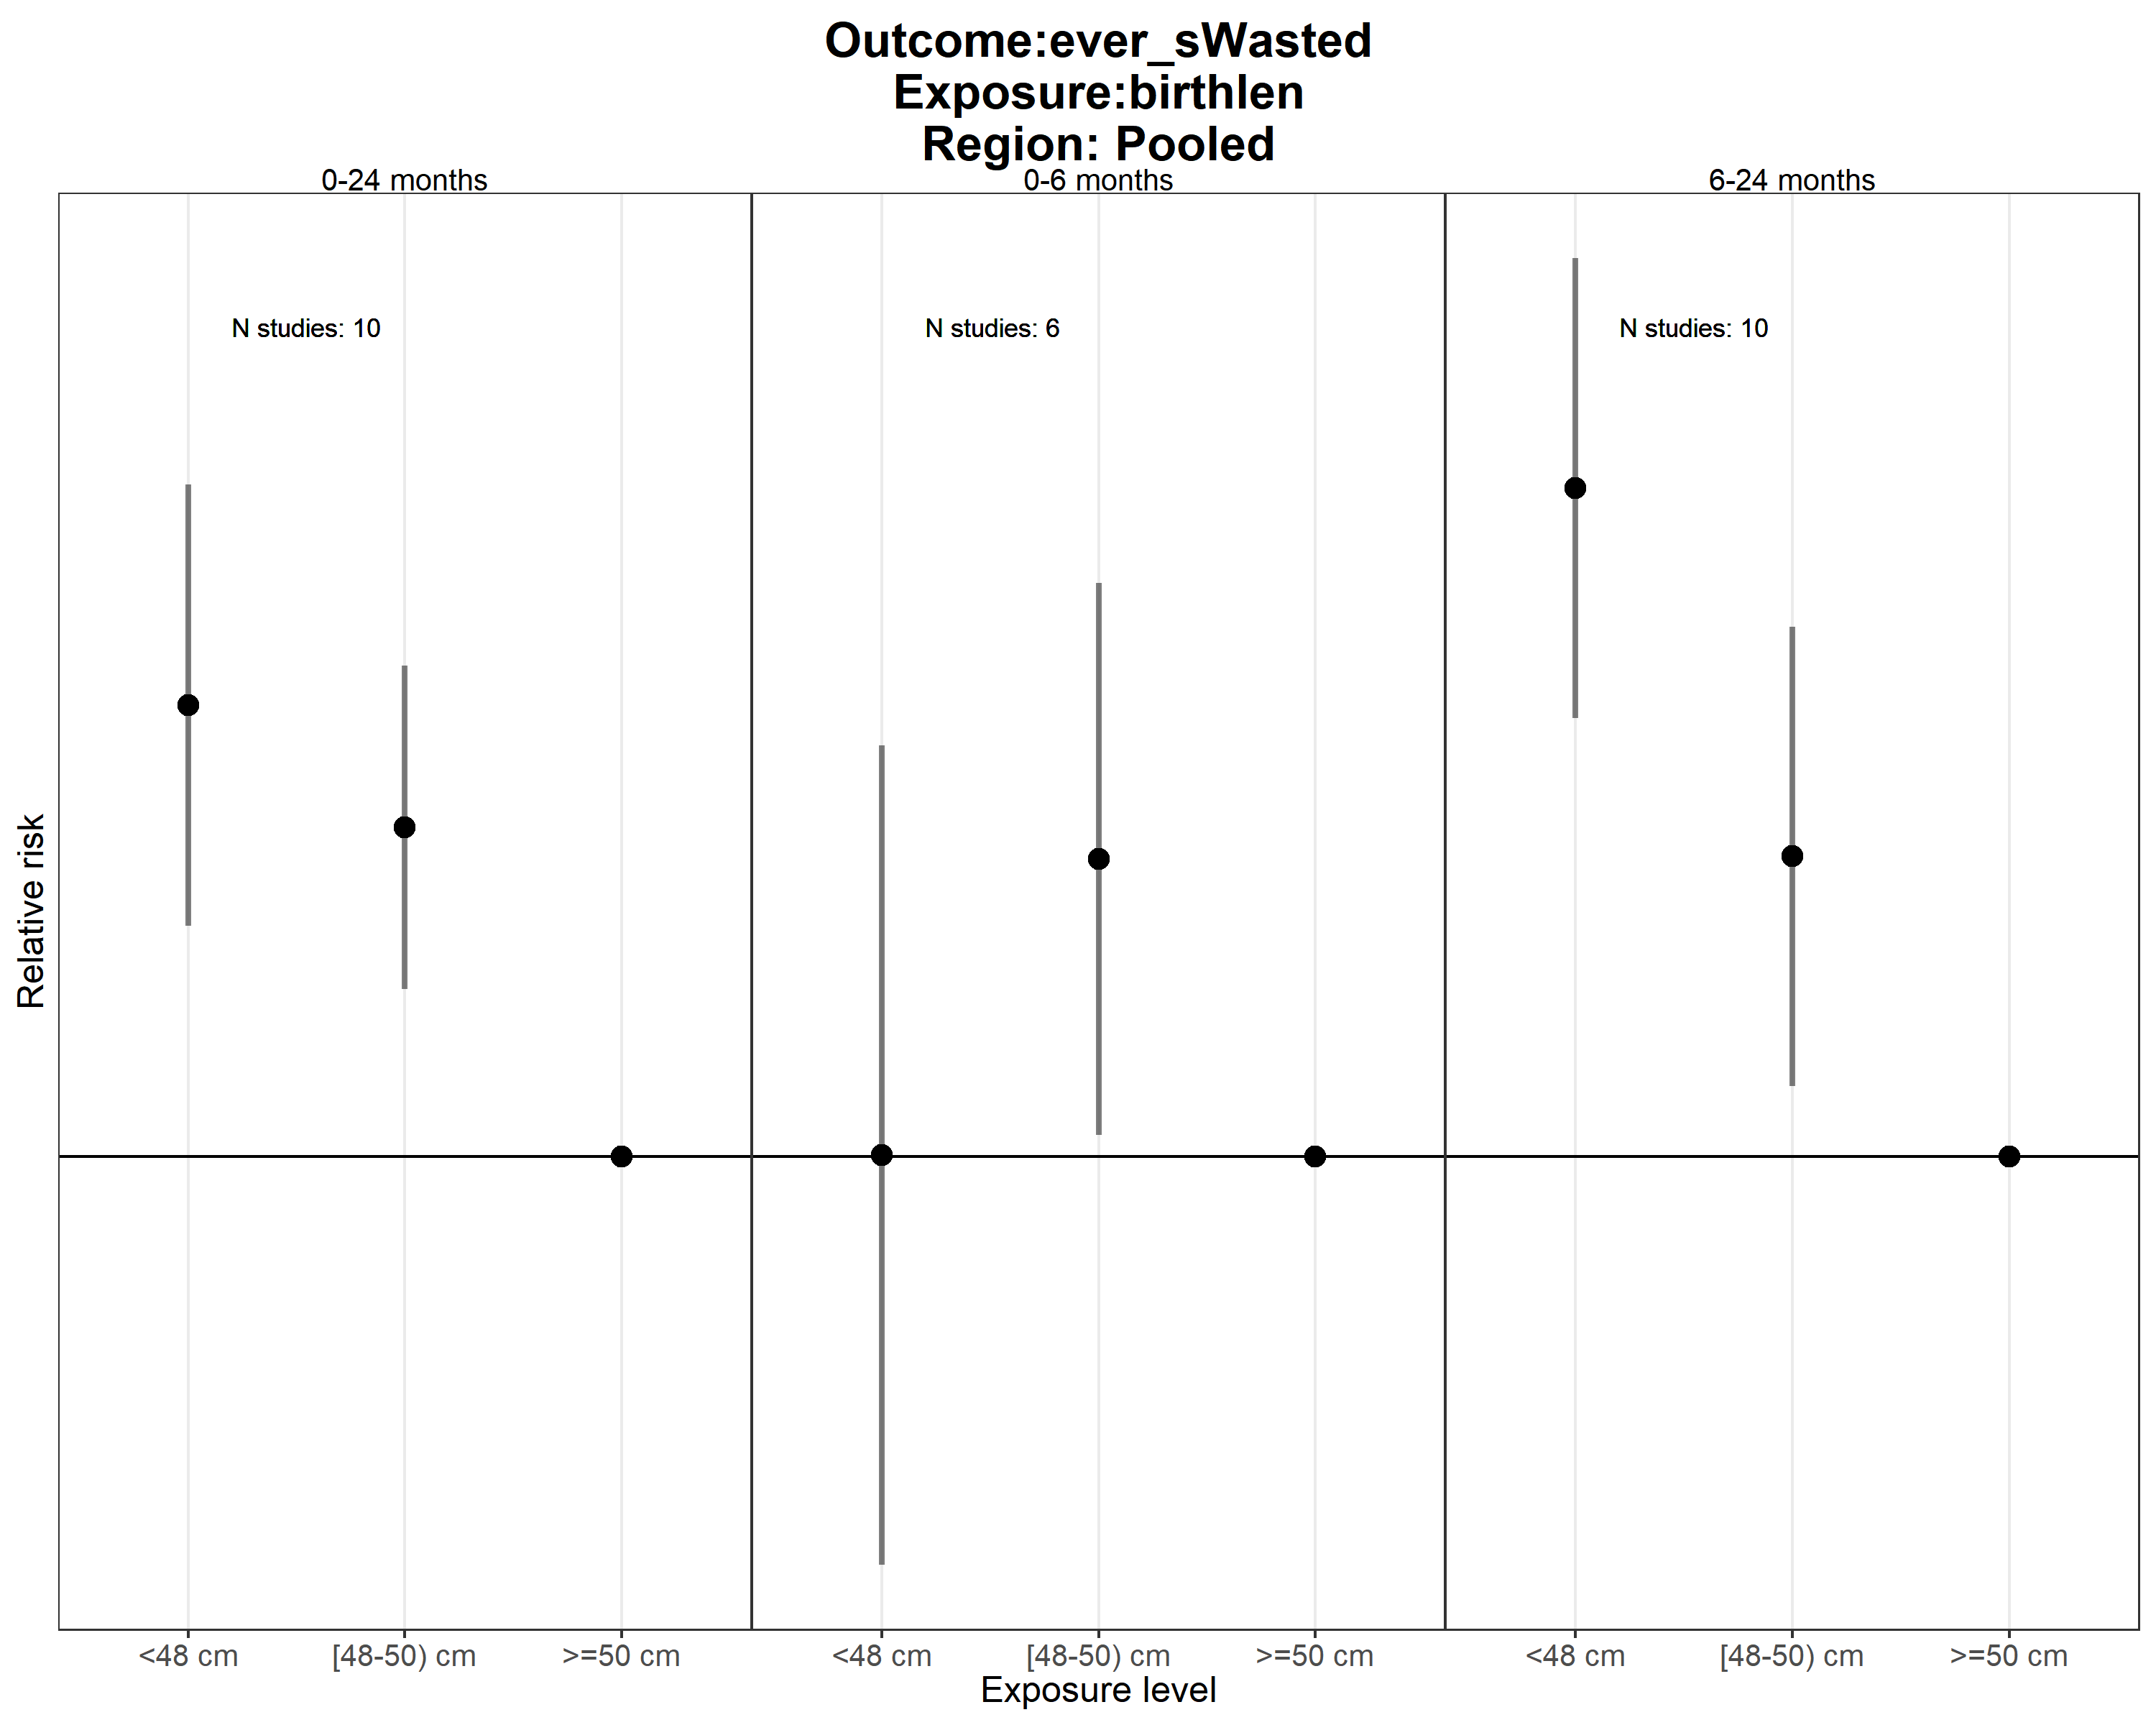 Outcome:ever_sWasted
Exposure:birthlen
Region: Pooled
0-24 months
0-6 months
6-24 months
N studies: 10
N studies: 6
N studies: 10
Relative risk
<48 cm
[48-50) cm
>=50 cm
<48 cm
[48-50) cm
>=50 cm
<48 cm
[48-50) cm
>=50 cm
Exposure level